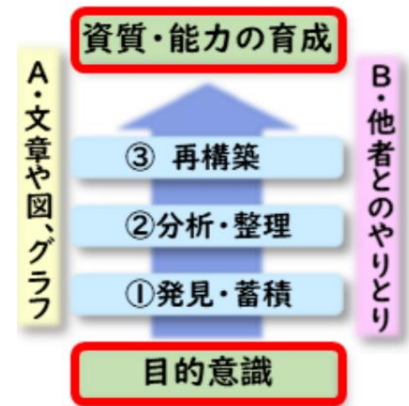 資質・能力の育成
A・文章や図、グラフ
B・他者とのやりとり
③ 再構築
②分析・整理
①発見・蓄積
目的意識